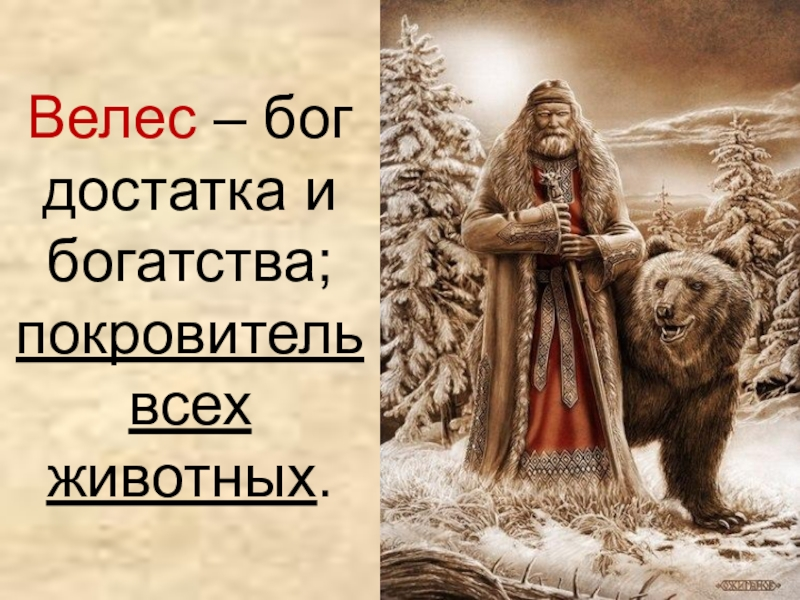 Велес – бог
достатка и
богатства;
покровитель
всех
животных.